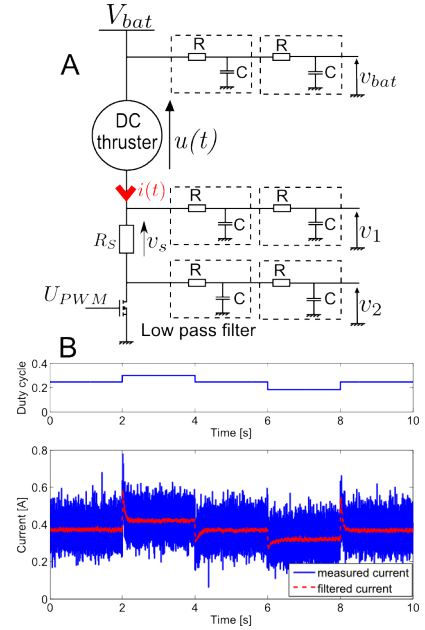 V_bat
A
R R
C C
v_bat
DC
thruster
u(t)
i(t)
R R
R_S
v_s
C C
v_1
R R
U_PWM
C C
v_2
Low pass filter
B
Duty cycle
0.4
0.2
0
0 2 4 6 8 10
Time [s]
Current [A]
0.8
0.6
0.4
0.2
0
measured current
filtered current
0 2 4 6 8 10
Time [s]